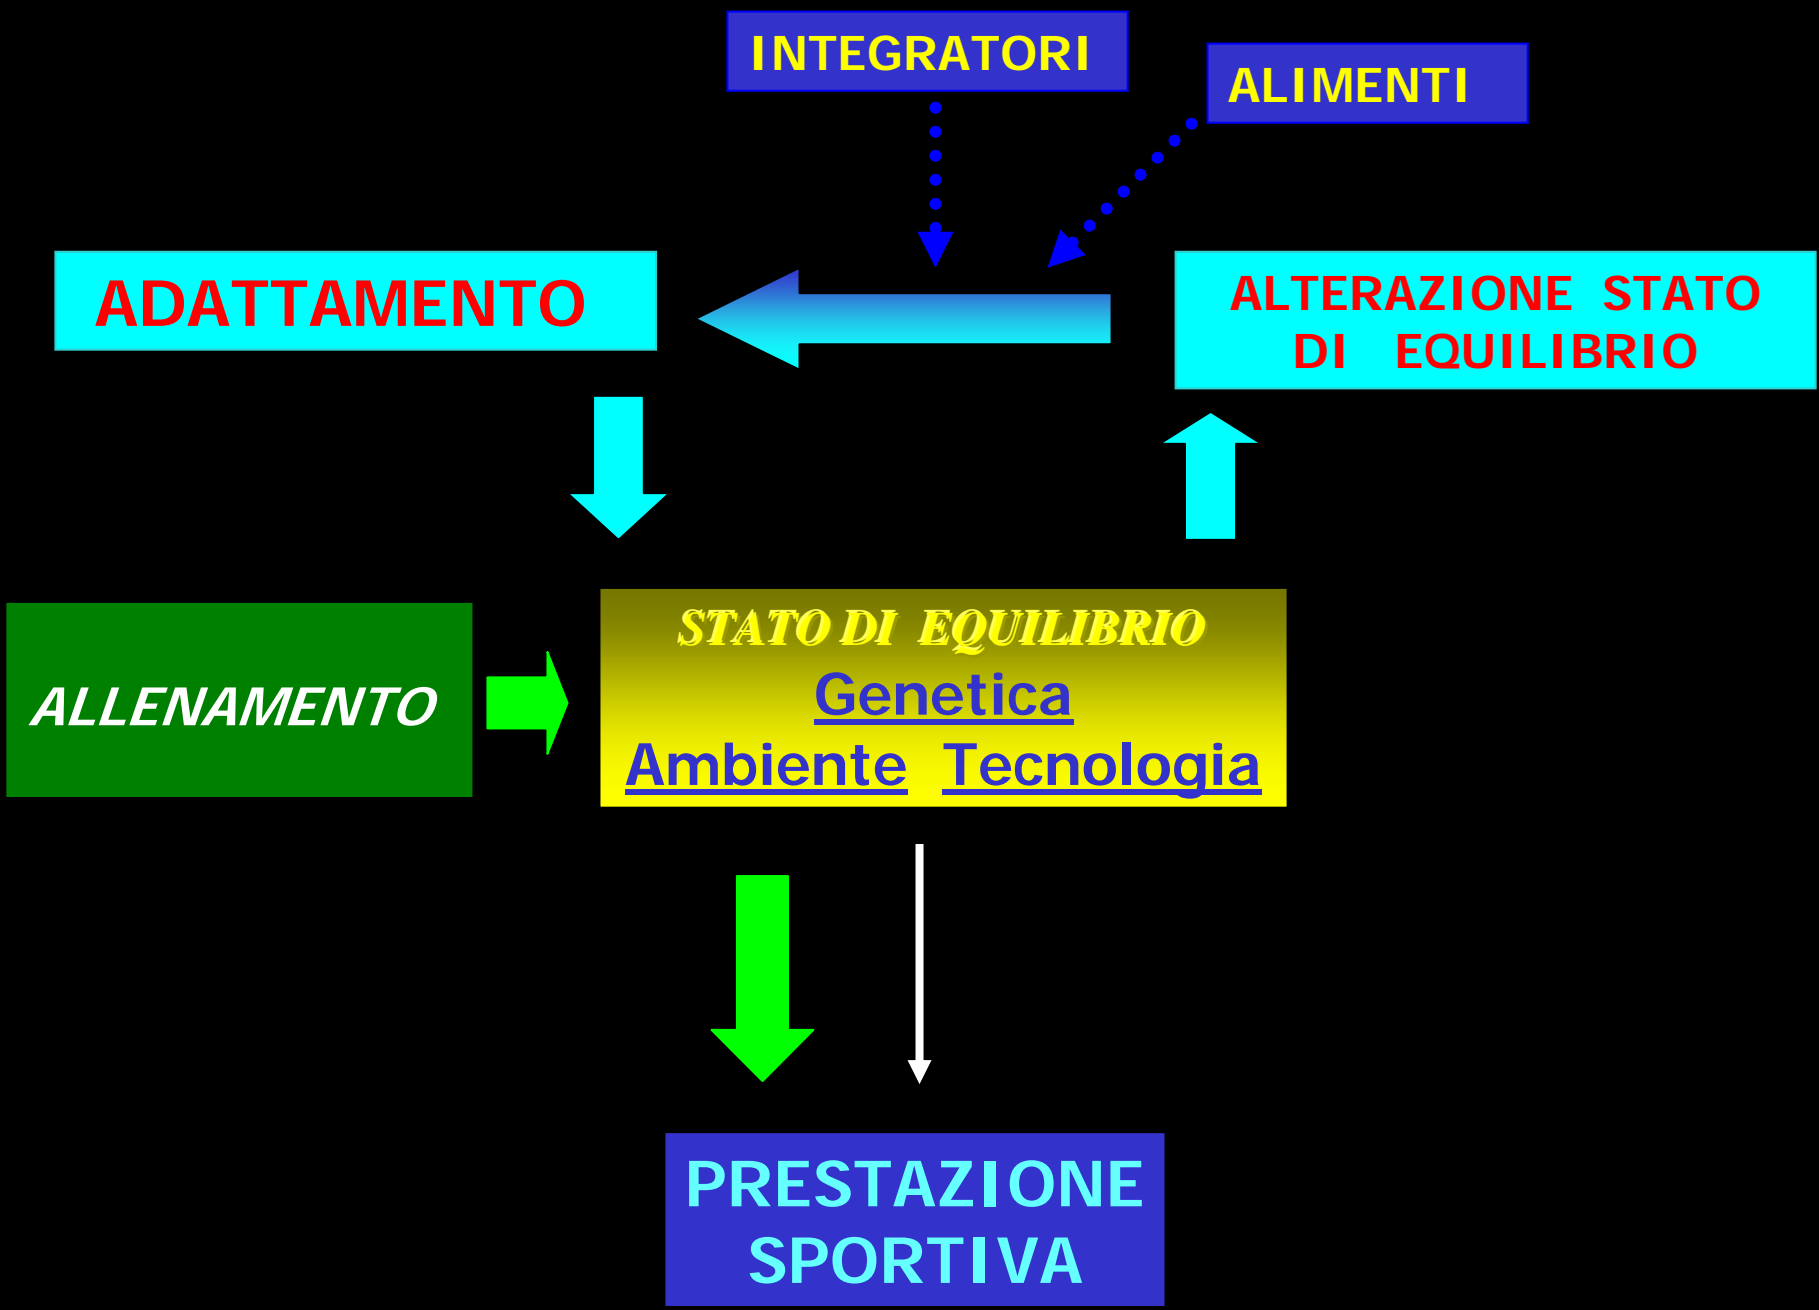 INTEGRATORI
ALIMENTI
ADATTAMENTO
ALTERAZIONE STATO
DI EQUILIBRIO
ALLENAMENTO
STATO DI EQUILIBRIO
Genetica
Ambiente Tecnologia
PRESTAZIONE
SPORTIVA